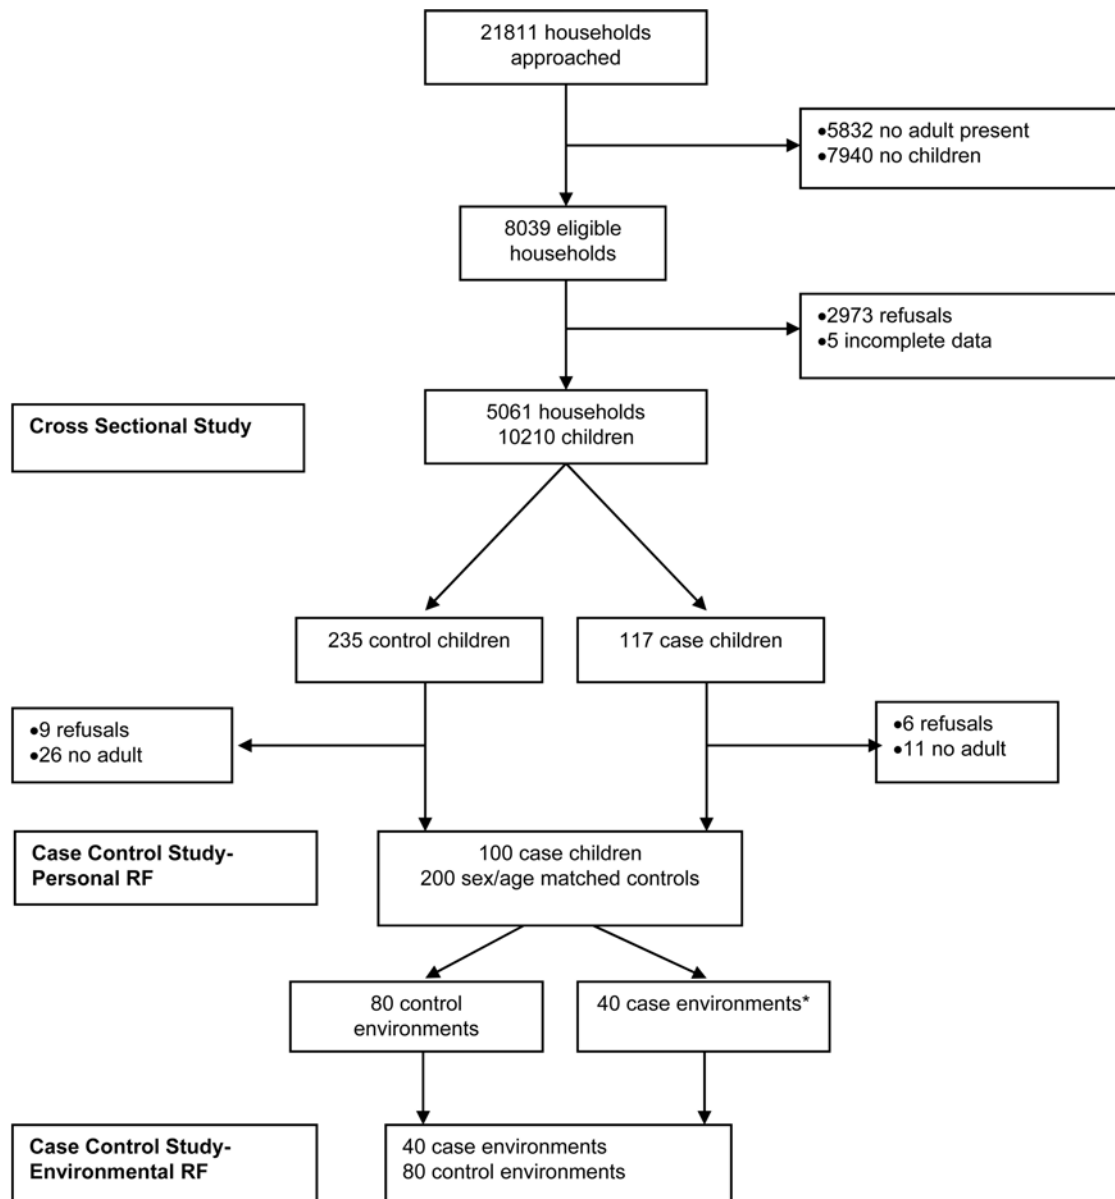 21811 households
approached
•5832 no adult present
•7940 no children
8039 eligible
households
•2973 refusals
•5 incomplete data
Cross Sectional Study
5061 households
10210 children
235 control children
117 case children
•9 refusals
•26 no adult
•6 refusals
•11 no adult
Case Control Study-
Personal RF
100 case children
200 sex/age matched controls
80 control
environments
40 case environments*
Case Control Study-
Environmental RF
40 case environments
80 control environments